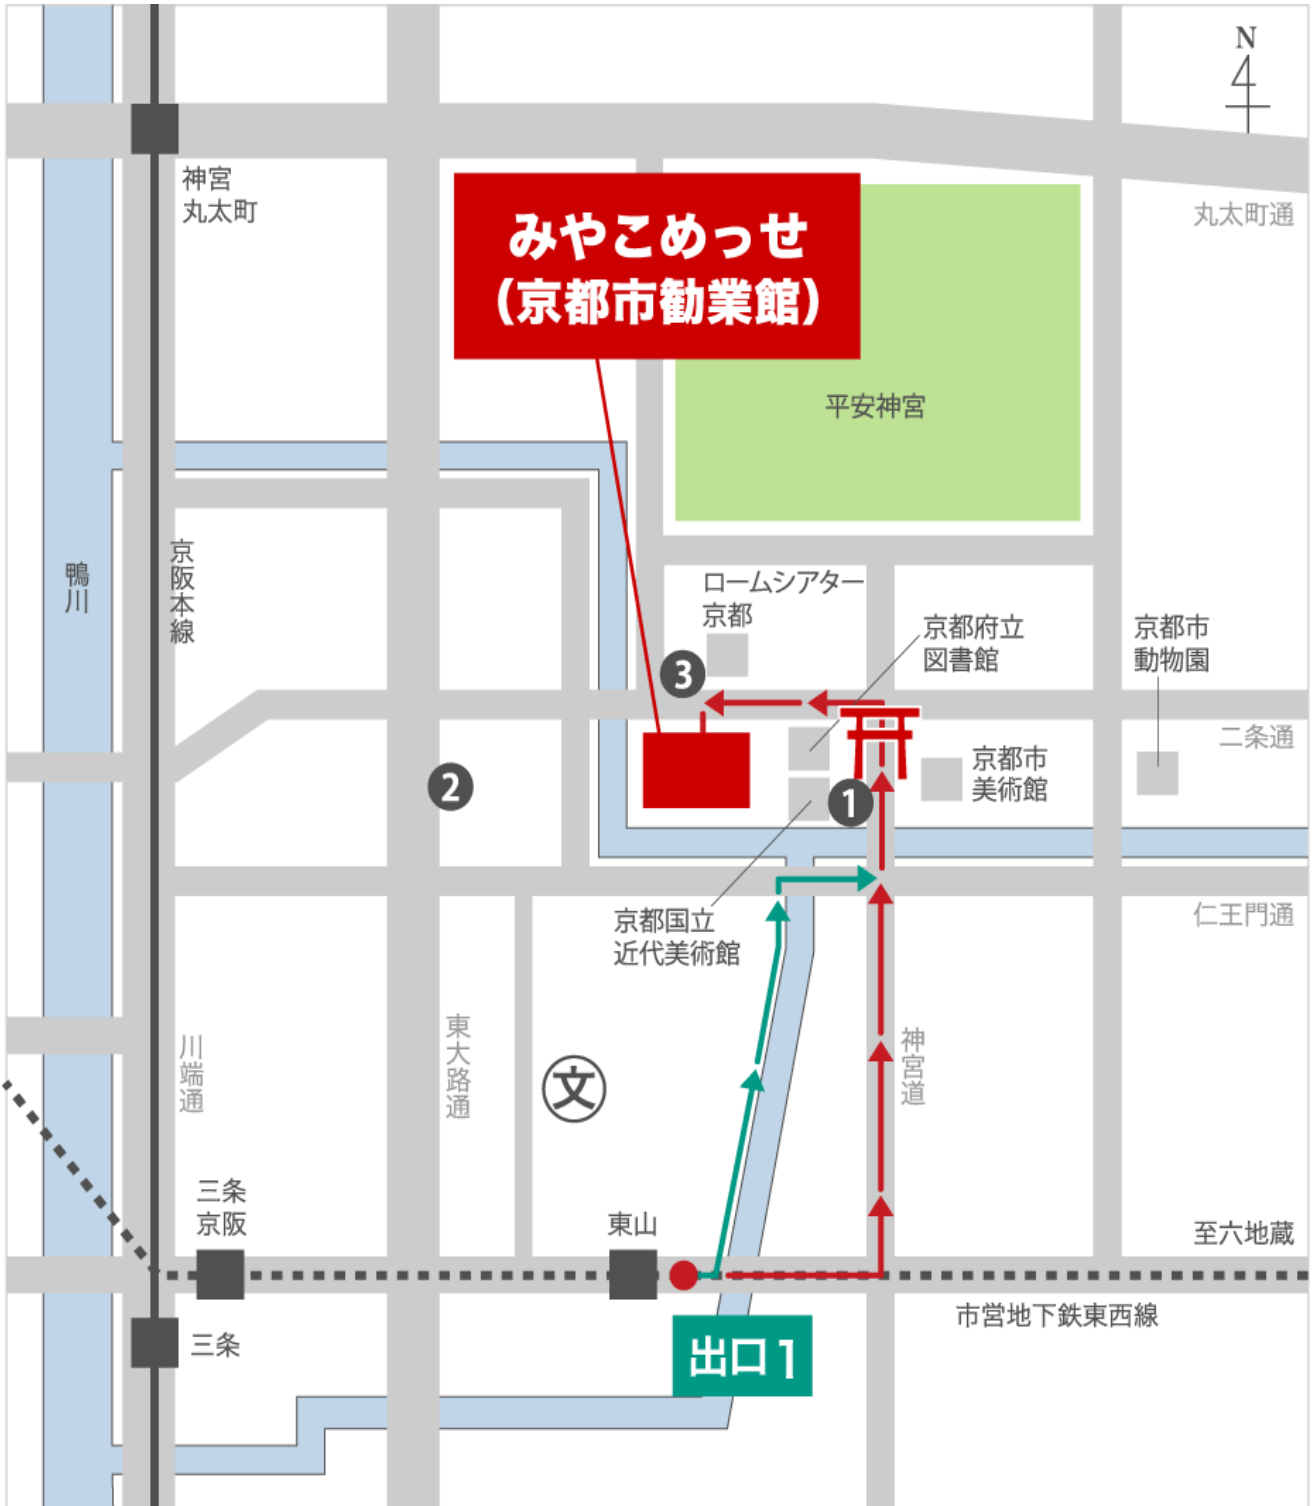 N
神宮
丸太町
丸太町通
みやこめっせ
（京都市勧業館）
平安神宮
鴨川
京阪本線
ロームシアター
京都
京都府立
図書館
京都市
動物園
3
二条通
京都市
美術館
2
1
京都国立
近代美術館
仁王門通
川端通
東大路通
文
神宮道
三条
京阪
東山
至六地蔵
市営地下鉄東西線
三条
出口1